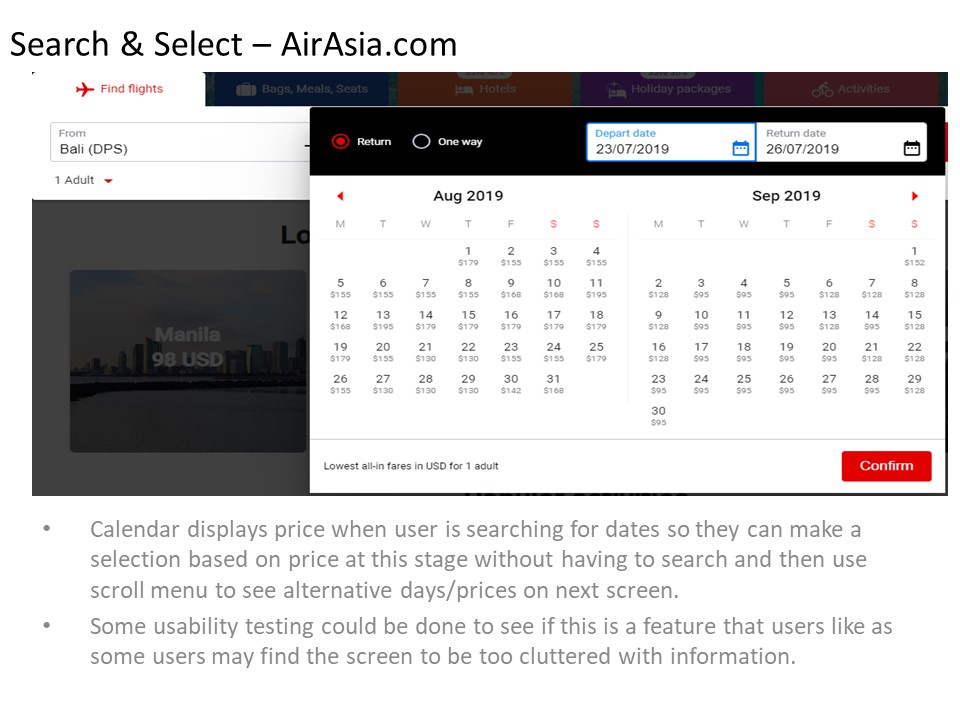 Search & Select – AirAsia.com
Find flights
Bags, Meals, Seats
Hotels
Holiday packages
Activities
From
Bali (DPS)
Return
One way
Depart date
23/07/2019
Return date
26/07/2019
1 Adult
Aug 2019
Sep 2019
M T W T F S S
M T W T F S S
1 2 3 4
$179 $155 $155 $155
1
$152
5 6 7 8 9 10 11
$155 $155 $155 $155 $168 $168 $195
2 3 4 5 6 7 8
$128 $95 $95 $95 $128 $128 $128
12 13 14 15 16 17 18
$168 $195 $179 $179 $179 $179 $179
9 10 11 12 13 14 15
$128 $95 $95 $95 $128 $95 $128
19 20 21 22 23 24 25
$179 $155 $130 $130 $155 $155 $179
16 17 18 19 20 21 22
$128 $95 $95 $95 $95 $128 $128
26 27 28 29 30 31
$155 $130 $130 $130 $142 $168
23 24 25 26 27 28 29
$95 $95 $95 $95 $95 $95 $128
30
$95
Lo
Manila
98 USD
Lowest all-in fares in USD for 1 adult
Confirm
• Calendar displays price when user is searching for dates so they can make a
selection based on price at this stage without having to search and then use
scroll menu to see alternative days/prices on next screen.
• Some usability testing could be done to see if this is a feature that users like as
some users may find the screen to be too cluttered with information.